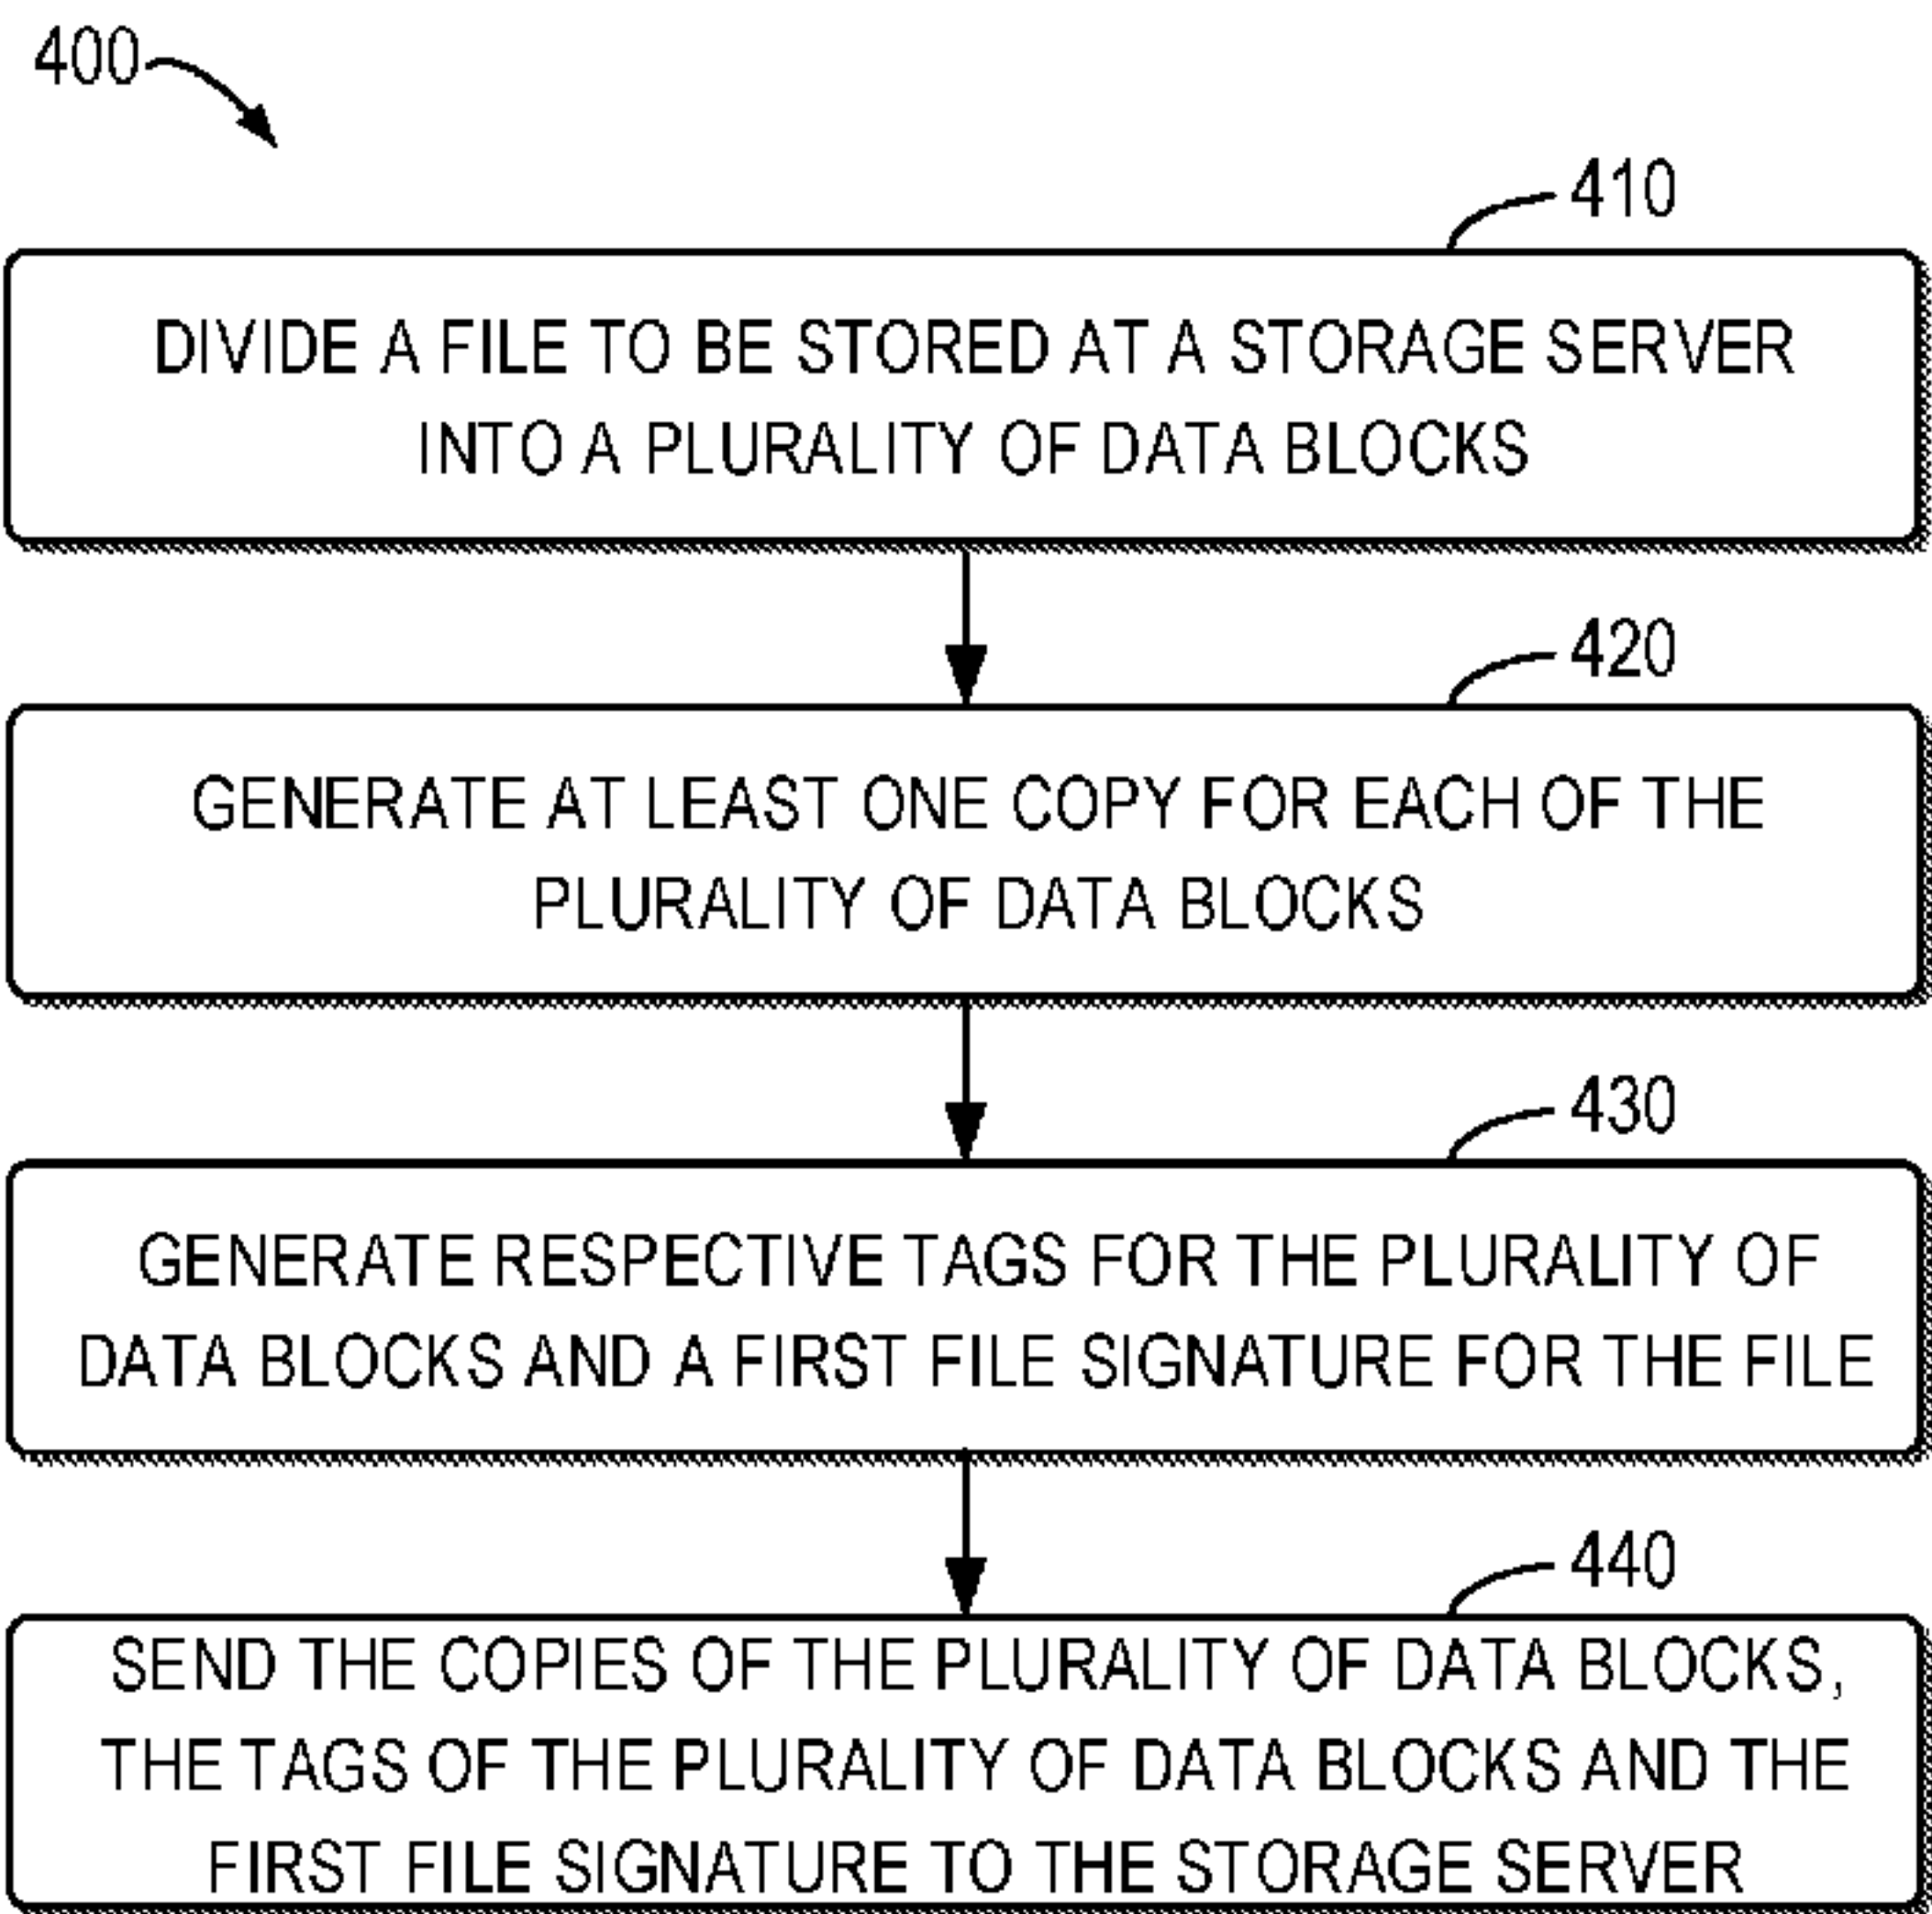 400
410
DIVIDE A FILE TO BE STORED AT A STORAGE SERVER
INTO A PLURALITY OF DATA BLOCKS
420
GENERATE AT LEAST ONE COPY FOR EACH OF THE
PLURALITY OF DATA BLOCKS
430
GENERATE RESPECTIVE TAGS FOR THE PLURALITY OF
DATA BLOCKS AND A FIRST FILE SIGNATURE FOR THE FILE
440
SEND THE COPIES OF THE PLURALITY OF DATA BLOCKS,
THE TAGS OF THE PLURALITY OF DATA BLOCKS AND THE
FIRST FILE SIGNATURE TO THE STORAGE SERVER